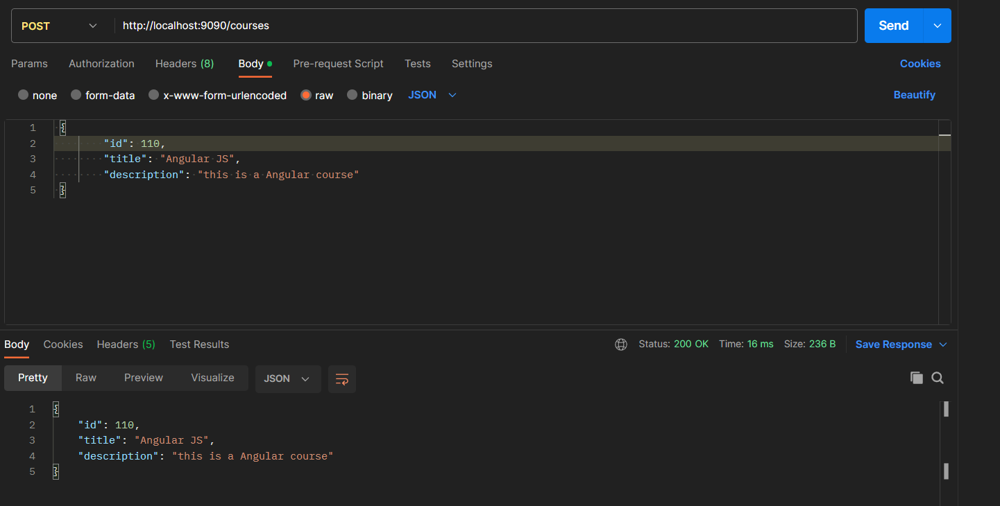 POST http://localhost:9090/courses Send
Params Authorization Headers (8) Body Pre-request Script Tests Settings Cookies
none form-data x-www-form-urlencoded raw binary JSON Beautify
1 {
2 "id": 110,
3 "title": "Angular JS",
4 "description": "this is a Angular course"
5 }
Body Cookies Headers (5) Test Results Status: 200 OK Time: 16 ms Size: 236 B Save Response
Pretty Raw Preview Visualize JSON
1 {
2 "id": 110,
3 "title": "Angular JS",
4 "description": "this is a Angular course"
5 }